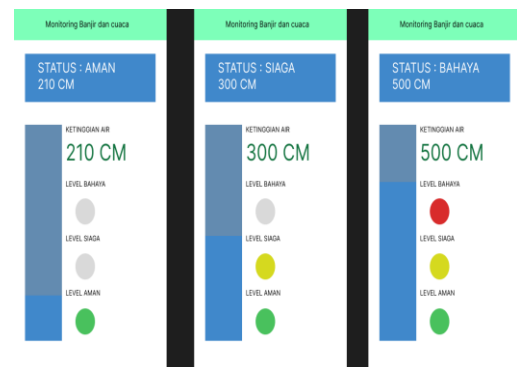 Monitoring Banjir dan cuaca
STATUS : AMAN
210 CM
KETINGGIAN AIR
210 CM
LEVEL BAHAYA
LEVEL SIAGA
LEVEL AMAN
Monitoring Banjir dan cuaca
STATUS : SIAGA
300 CM
KETINGGIAN AIR
300 CM
LEVEL BAHAYA
LEVEL SIAGA
LEVEL AMAN
Monitoring Banjir dan cuaca
STATUS : BAHAYA
500 CM
KETINGGIAN AIR
500 CM
LEVEL BAHAYA
LEVEL SIAGA
LEVEL AMAN